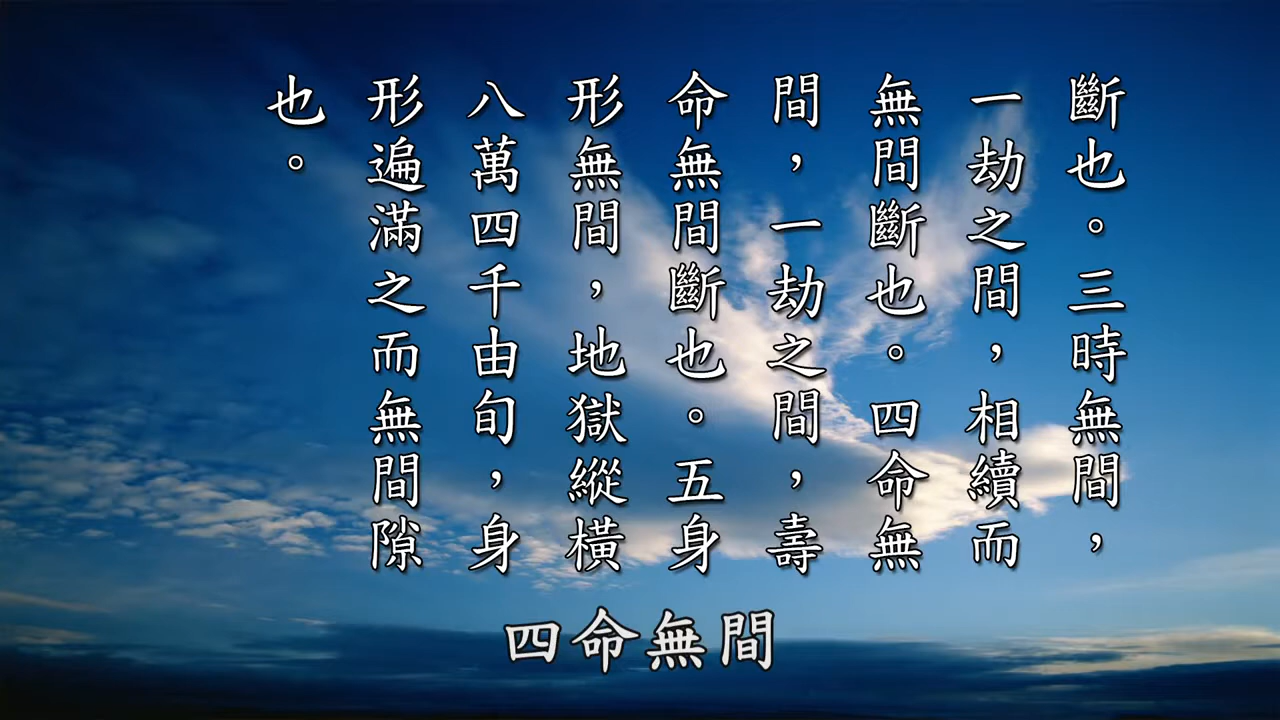 斷也。三時無間，
一劫之間，相續而
無間斷也。四命無
間，一劫之間，壽
命無間斷也。五身
形無間，地獄縱橫
八萬四千由旬，身
形遍滿之而無間隙
也。
四命無間